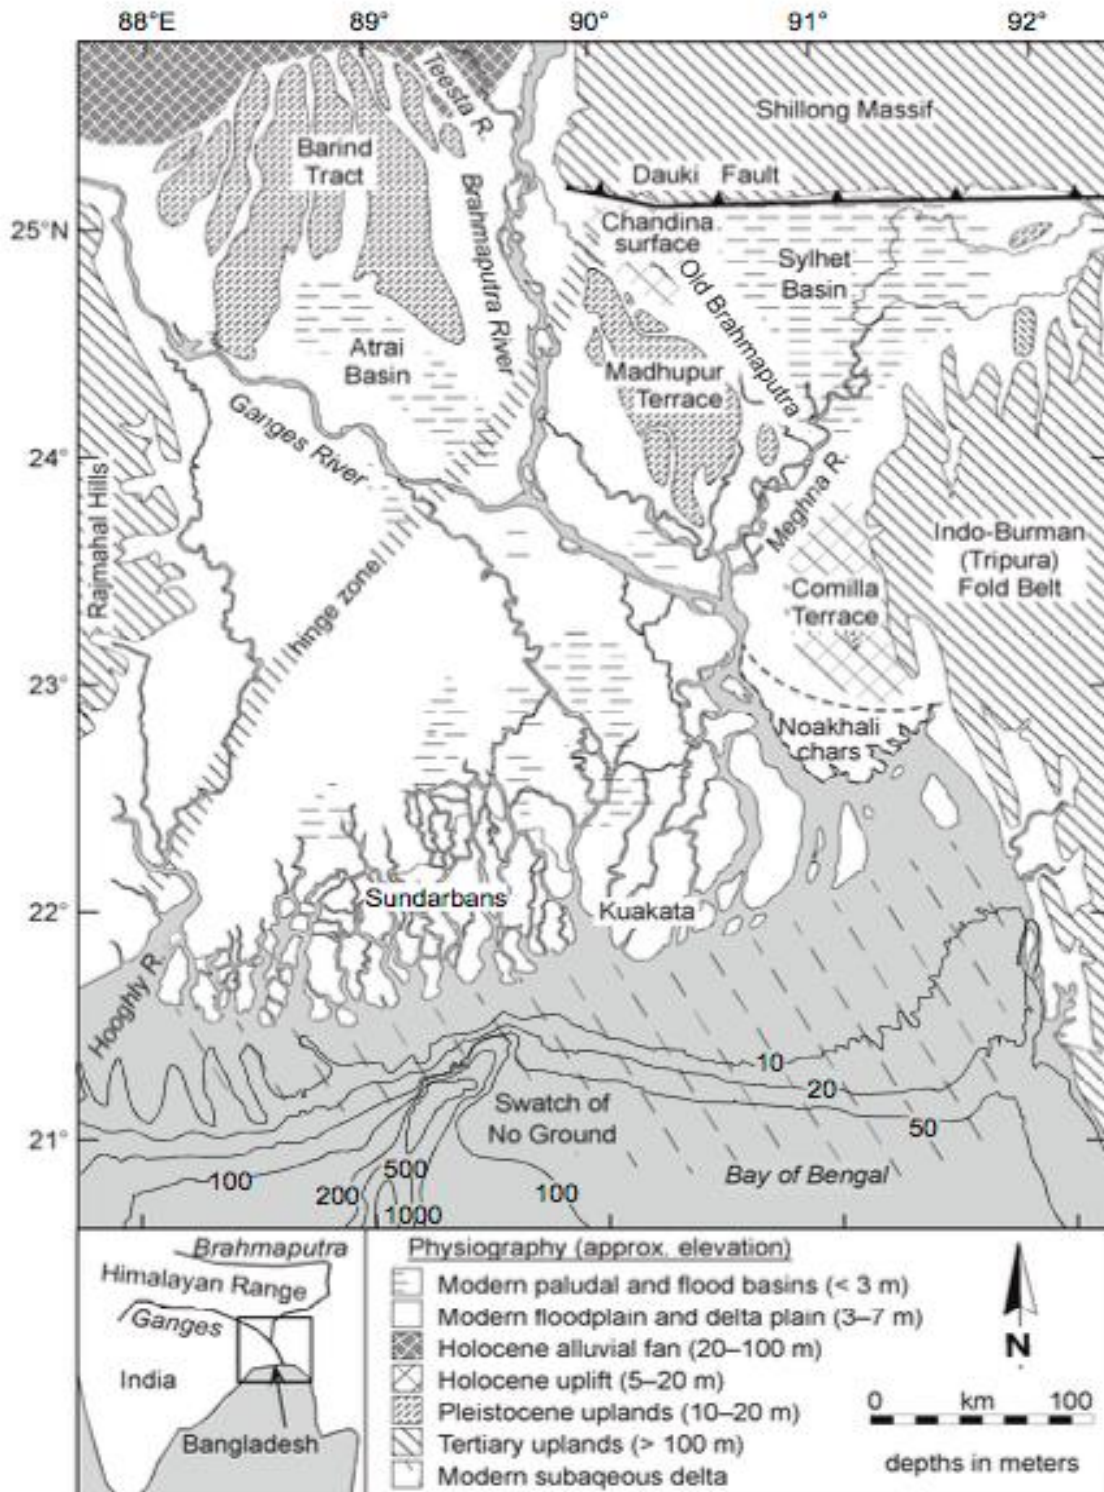 88°E 89° 90° 91° 92°
Teesta R.
Shillong Massif
Barind
Tract
Dauki Fault
Brahmaputra River
Chandina
surface
25°N
Sylhet
Basin
Old Brahmaputra
Atrai
Basin
Madhupur
Terrace
Ganges River
24°
Rajmahal Hills
Meghna R.
Indo-Burman
(Tripura)
Fold Belt
hinge zone
Comilla
Terrace
23°
Noakhali
chars
Sundarbans
Kuakata
22°
Hooghly R.
10
20
50
Swatch of
No Ground
21°
Bay of Bengal
100
500
200
1000
100
Brahmaputra
Himalayan Range
Ganges
India
Bangladesh
Physiography (approx. elevation)
Modern paludal and flood basins (< 3 m)
Modern floodplain and delta plain (3–7 m)
Holocene alluvial fan (20–100 m)
Holocene uplift (5–20 m)
Pleistocene uplands (10–20 m)
Tertiary uplands (> 100 m)
Modern subaqeous delta
N
0 km 100
depths in meters